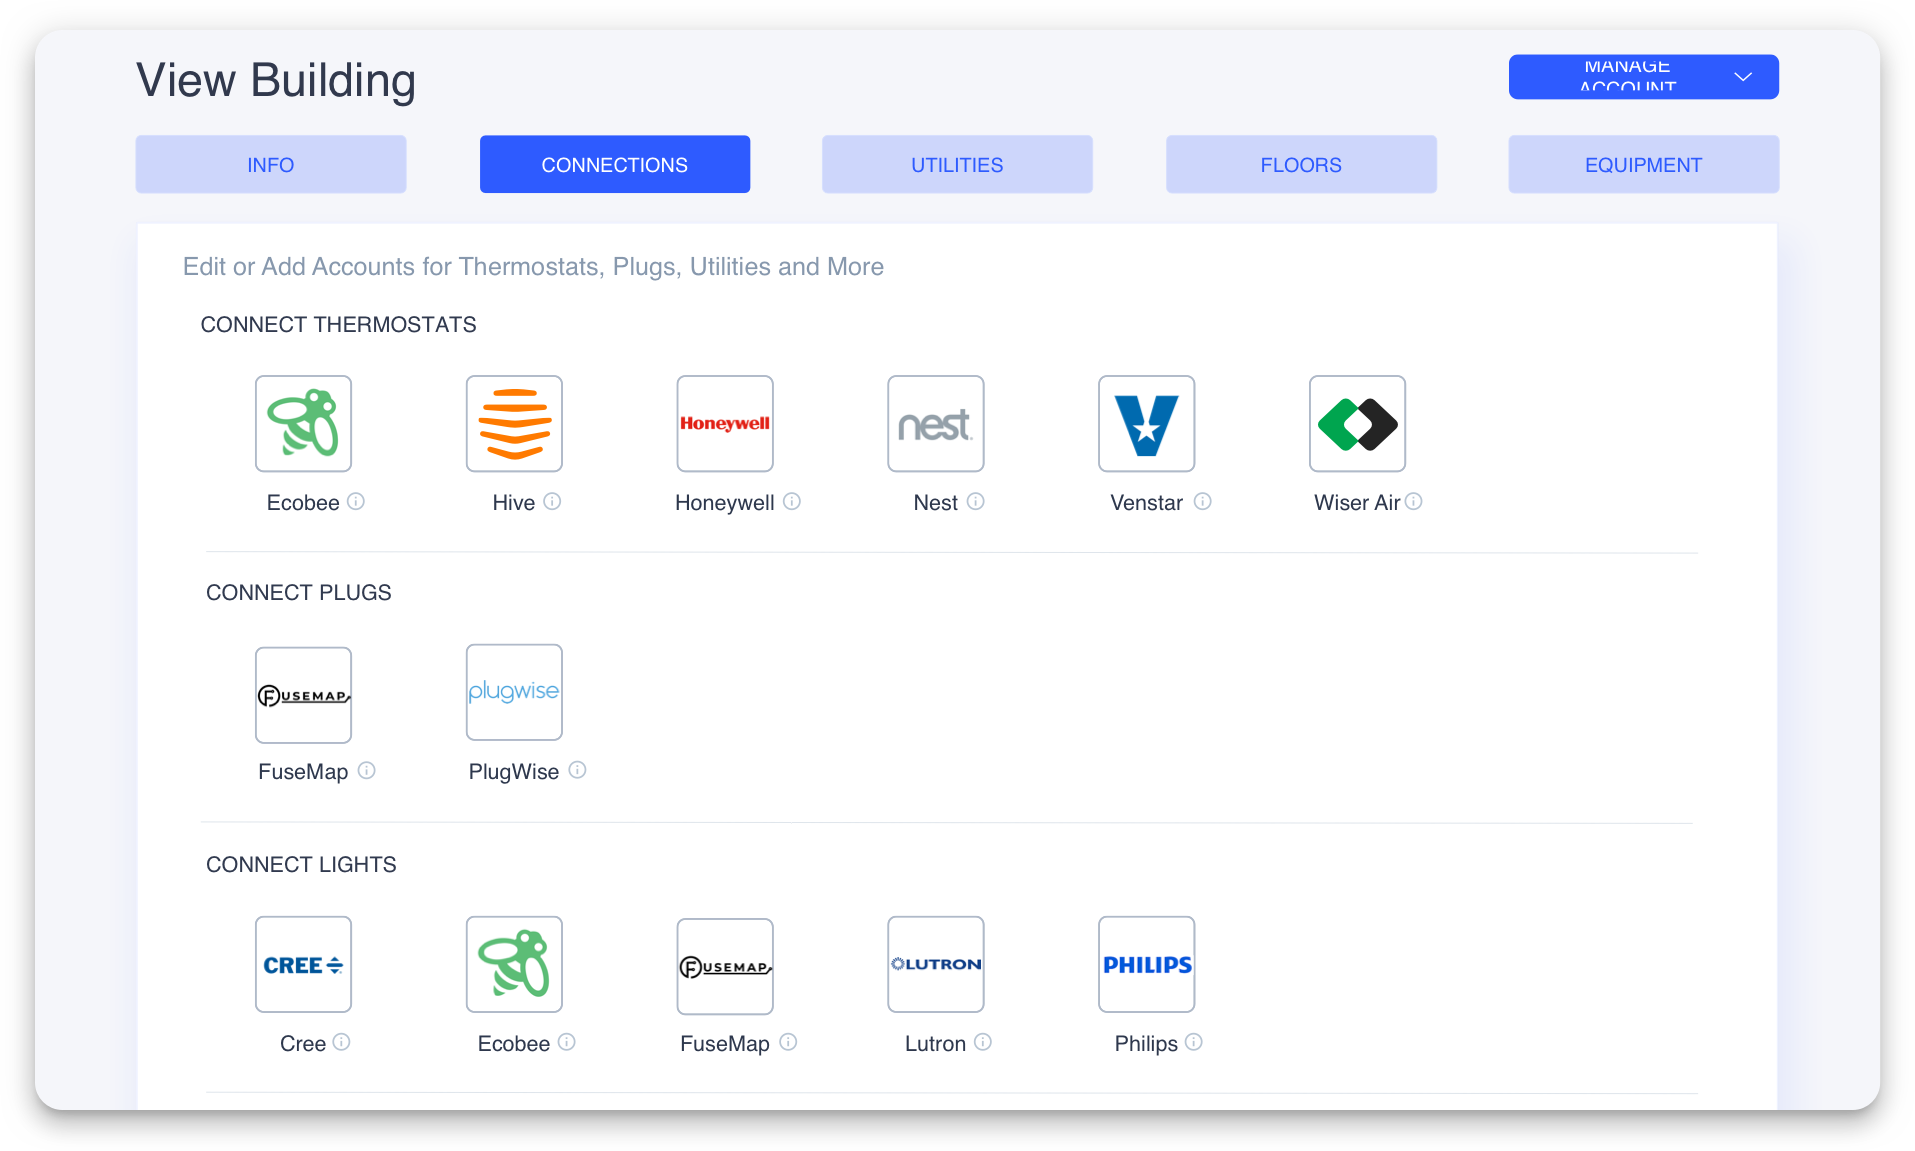 View Building
MANAGE
ACCOUNT
INFO
CONNECTIONS
UTILITIES
FLOORS
EQUIPMENT
Edit or Add Accounts for Thermostats, Plugs, Utilities and More
CONNECT THERMOSTATS
Honeywell
nest
Ecobee
Hive
Honeywell
Nest
Venstar
Wiser Air
CONNECT PLUGS
FUSEMAP
plugwise
FuseMap
PlugWise
CONNECT LIGHTS
CREE
FUSEMAP
LUTRON
PHILIPS
Cree
Ecobee
FuseMap
Lutron
Philips